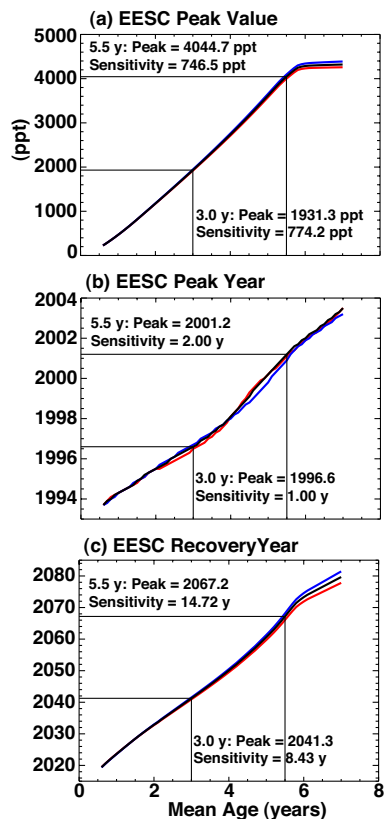 (a) EESC Peak Value
5000
4000
3000
2000
1000
0
(ppt)
5.5 y: Peak = 4044.7 ppt
Sensitivity = 746.5 ppt
3.0 y: Peak = 1931.3 ppt
Sensitivity = 774.2 ppt
(b) EESC Peak Year
2004
2002
2000
1998
1996
1994
5.5 y: Peak = 2001.2
Sensitivity = 2.00 y
3.0 y: Peak = 1996.6
Sensitivity = 1.00 y
(c) EESC RecoveryYear
2080
2070
2060
2050
2040
2030
2020
5.5 y: Peak = 2067.2
Sensitivity = 14.72 y
3.0 y: Peak = 2041.3
Sensitivity = 8.43 y
0 2 4 6 8
Mean Age (years)